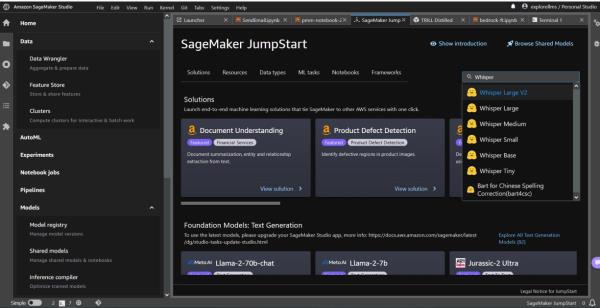 Amazon SageMaker Studio File Edit View Run Kernel Git Tabs Settings Help explorellms / Personal Studio
Home
Data
Data Wrangler
Aggregate & prepare data
Feature Store
Store & share features
Clusters
Compute clusters for interactive & batch work
AutoML
Experiments
Notebook jobs
Pipelines
Models
Model registry
Manage model versions
Shared models
Manage shared models & notebooks
Inference compiler
Optimize trained models
Launcher SendEmail.ipynb SageMaker Jump TRILL Distilled bedrock-ft.ipynb Terminal 1
SageMaker JumpStart
Show introduction Browse Shared Models
Solutions Resources Data types ML tasks Notebooks Frameworks
Whisper
Whisper Large V2
Whisper Large
Whisper Medium
Whisper Small
Whisper Base
Whisper Tiny
Bart for Chinese Spelling
Correction(bart4csc)
Solutions
Launch end-to-end machine learning solutions that tie SageMaker to other AWS services with one click.
Document Understanding
Featured Financial Services
Document summarization, entity and relationship
extraction from text.
View solution >
Product Defect Detection
Featured Product Defect Detection
Identify defective regions in product images.
View solution >
Foundation Models: Text Generation
To use the latest models, please upgrade your SageMaker Studio app, more info: https://docs.aws.amazon.com/sagemaker/latest
/dg/studio-tasks-update-studio.html
Explore All Text Generation
Models (82)
Meta AI Llama-2-70b-chat
Meta AI Llama-2-7b
Jurassic-2 Ultra
Legal Notice for JumpStart
Simple 2 7 SageMaker JumpStart 0